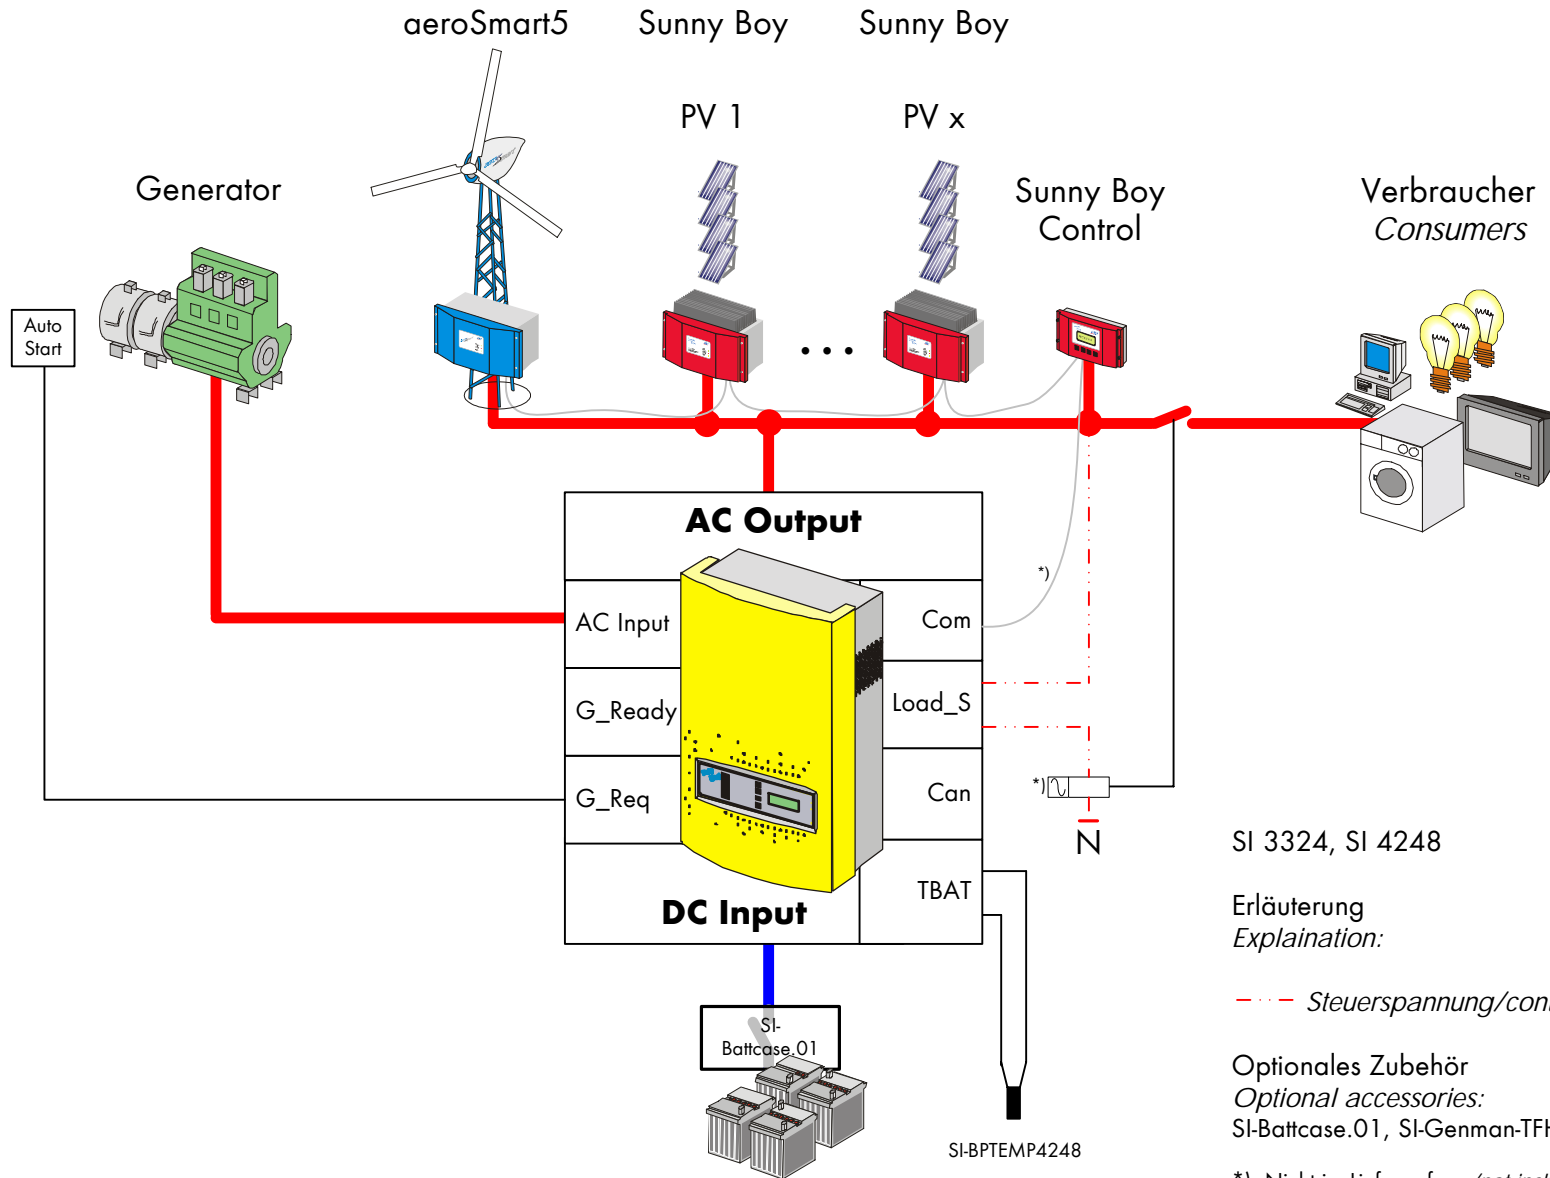 aeroSmart5
Sunny Boy
Sunny Boy
PV 1
PV x
Generator
Sunny Boy
Control
Verbraucher
Consumers
Auto
Start
...
AC Output
*)
AC Input
Com
G_Ready
Load_S
G_Req
Can
*)
N
TBAT
DC Input
SI-
Battcase.01
SI-BPTEMP4248
SI 3324, SI 4248
Erläuterung
Explaination:
Steuerspannung/con
Optionales Zubehör
Optional accessories:
SI-Battcase.01, SI-Genman-TFH